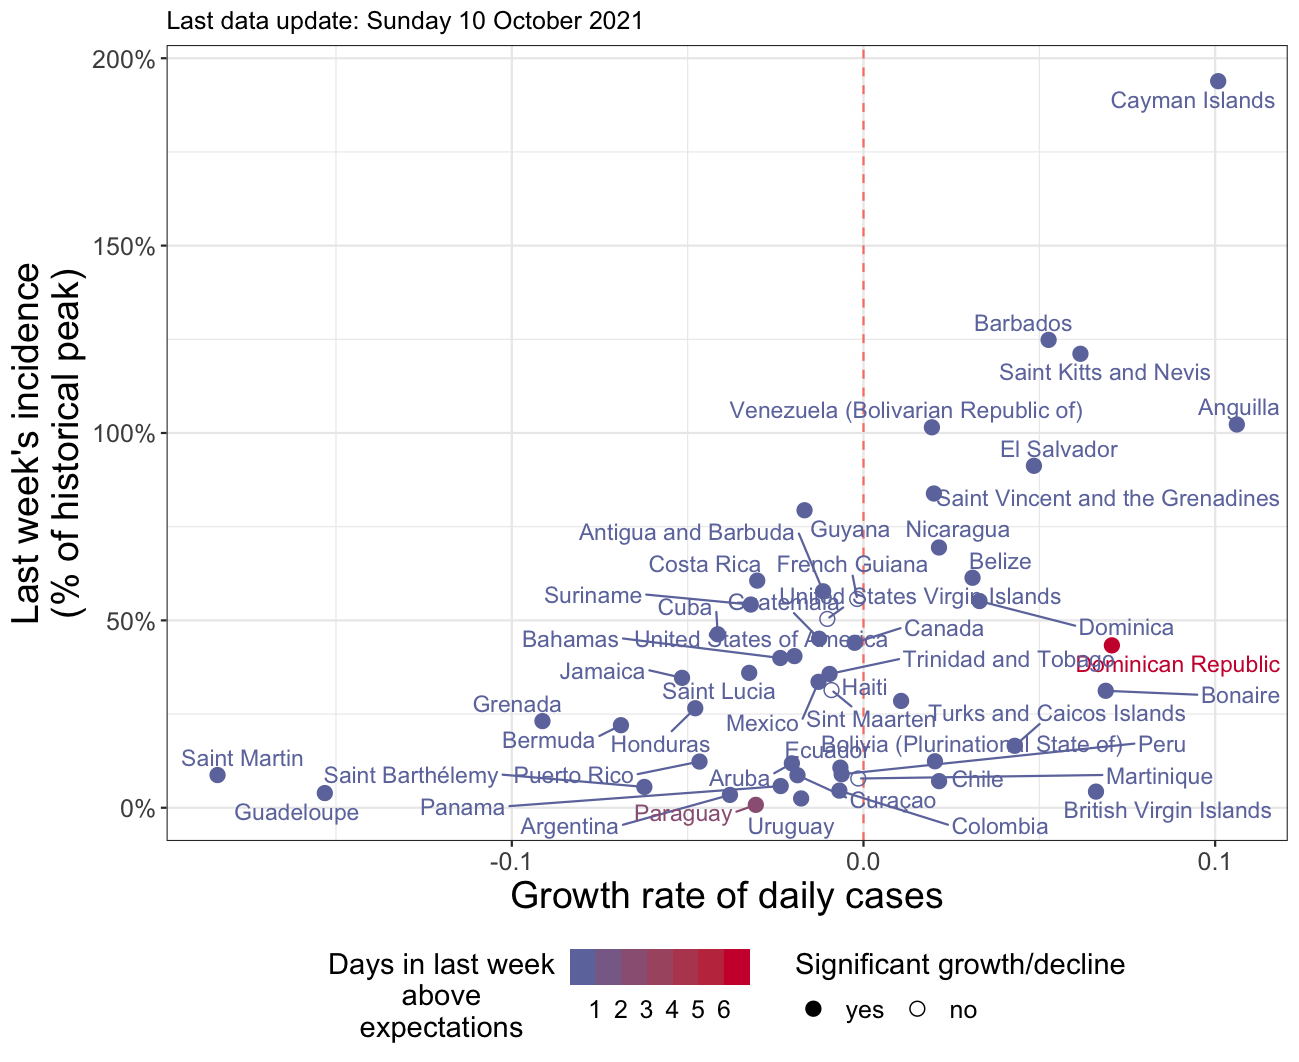 Last data update: Sunday 10 October 2021
200%
150%
100%
50%
0%
Last week's incidence
(% of historical peak)
Cayman Islands
Barbados
Saint Kitts and Nevis
Venezuela (Bolivarian Republic of)
Anguilla
El Salvador
Saint Vincent and the Grenadines
Antigua and Barbuda
Guyana
Nicaragua
Costa Rica
French Guiana
Belize
Suriname
Guatemala
United States Virgin Islands
Cuba
Dominica
Bahamas
United States of America
Canada
Jamaica
Trinidad and Tobago
Dominican Republic
Saint Lucia
Haiti
Bonaire
Grenada
Mexico
Sint Maarten
Turks and Caicos Islands
Bermuda
Honduras
Ecuador
Bolivia (Plurinational State of)
Peru
Saint Martin
Saint Barthélemy
Puerto Rico
Aruba
Chile
Martinique
Guadeloupe
Panama
Paraguay
Curaçao
British Virgin Islands
Argentina
Uruguay
Colombia
-0.1
0.0
0.1
Growth rate of daily cases
Days in last week
above
expectations
1 2 3 4 5 6
Significant growth/decline
yes no